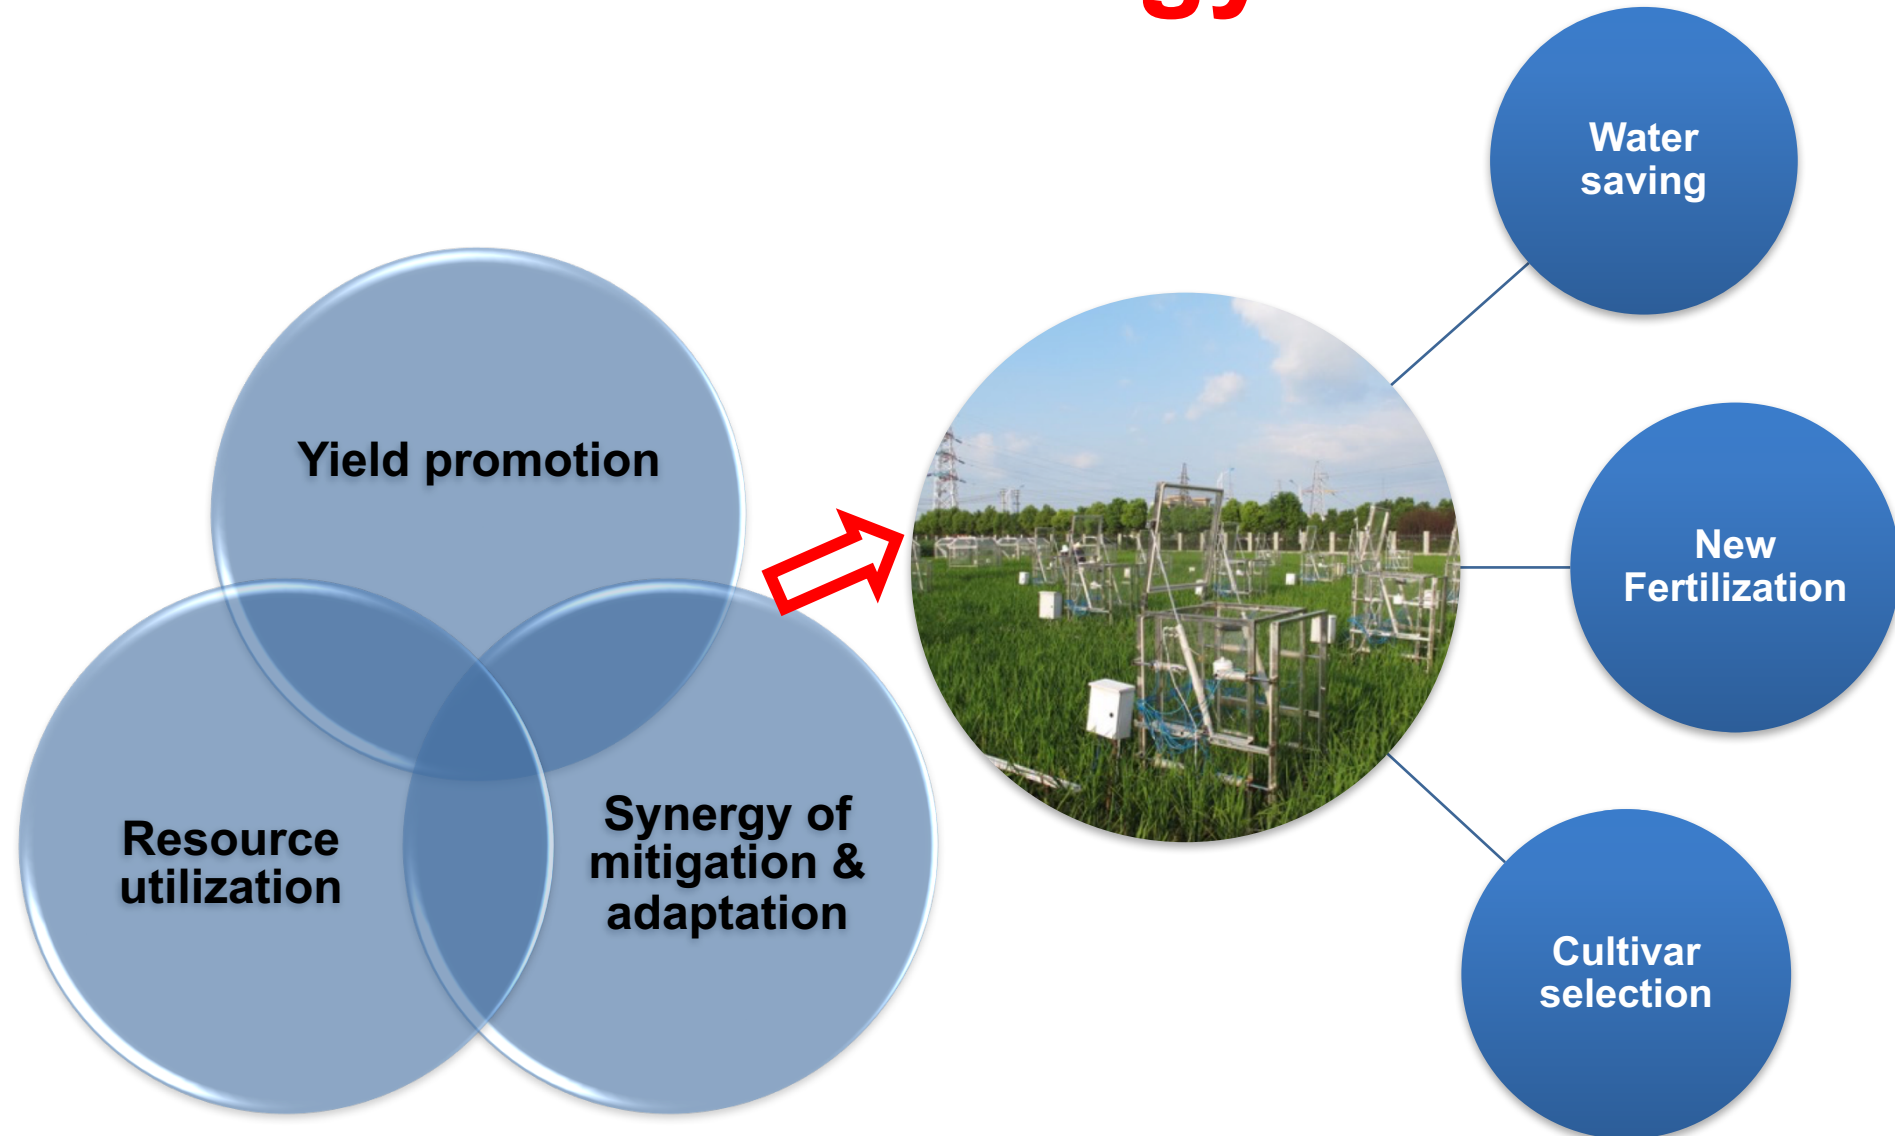 Yield promotion
Resource
utilization
Synergy of
mitigation &
adaptation
Water
saving
New
Fertilization
Cultivar
selection